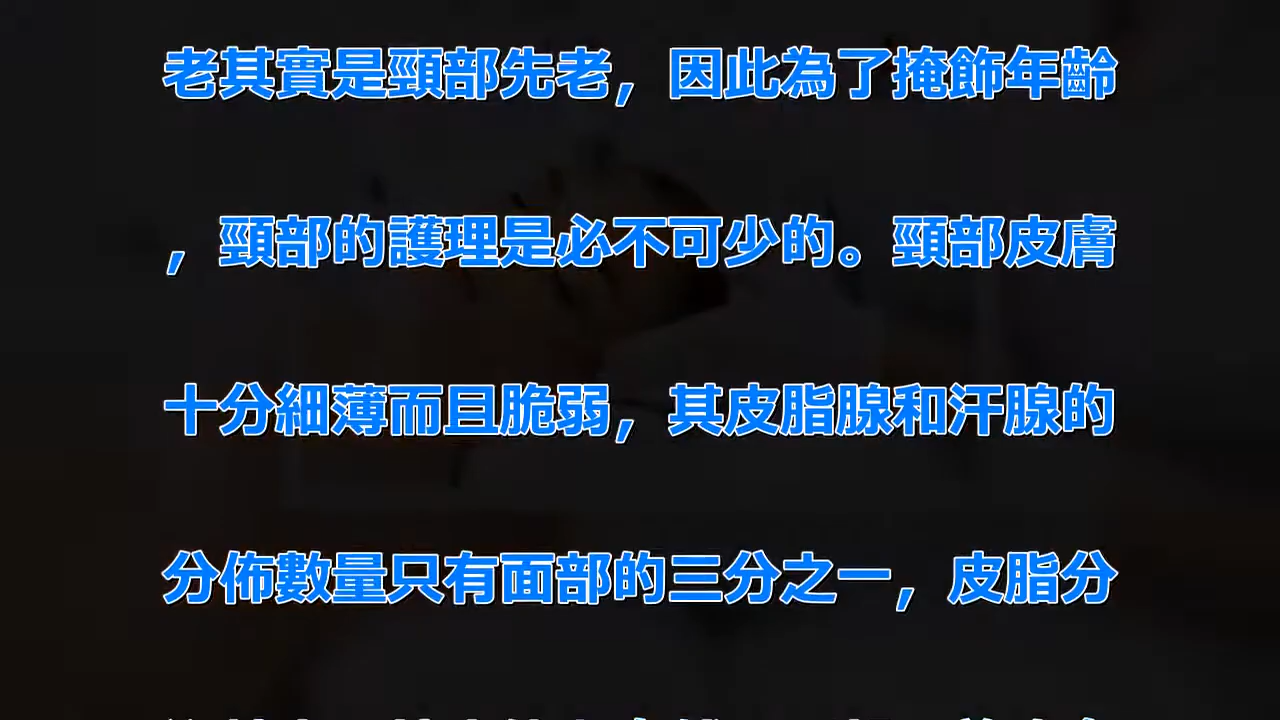 老其實是頸部先老，因此為了掩飾年齡
，頸部的護理是必不可少的。頸部皮膚
十分細薄而且脆弱，其皮脂腺和汗腺的
分佈數量只有面部的三分之一，皮脂分